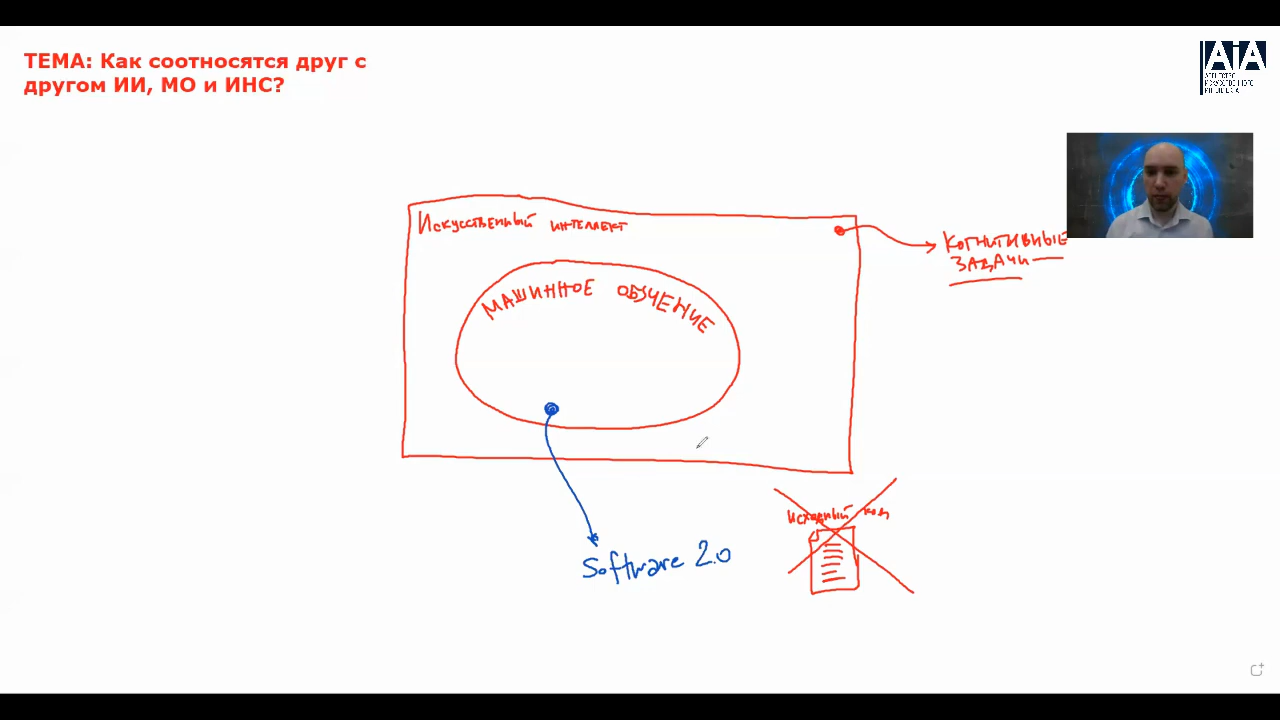 ТЕМА: Как соотносятся друг с
другом ИИ, МО и ИНС?
AiA
Искусственный интеллект
КОГНИТИВНЫЕ
ЗАДАЧИ
МАШИННОЕ ОБУЧЕНИЕ
исходный код
Software 2.0